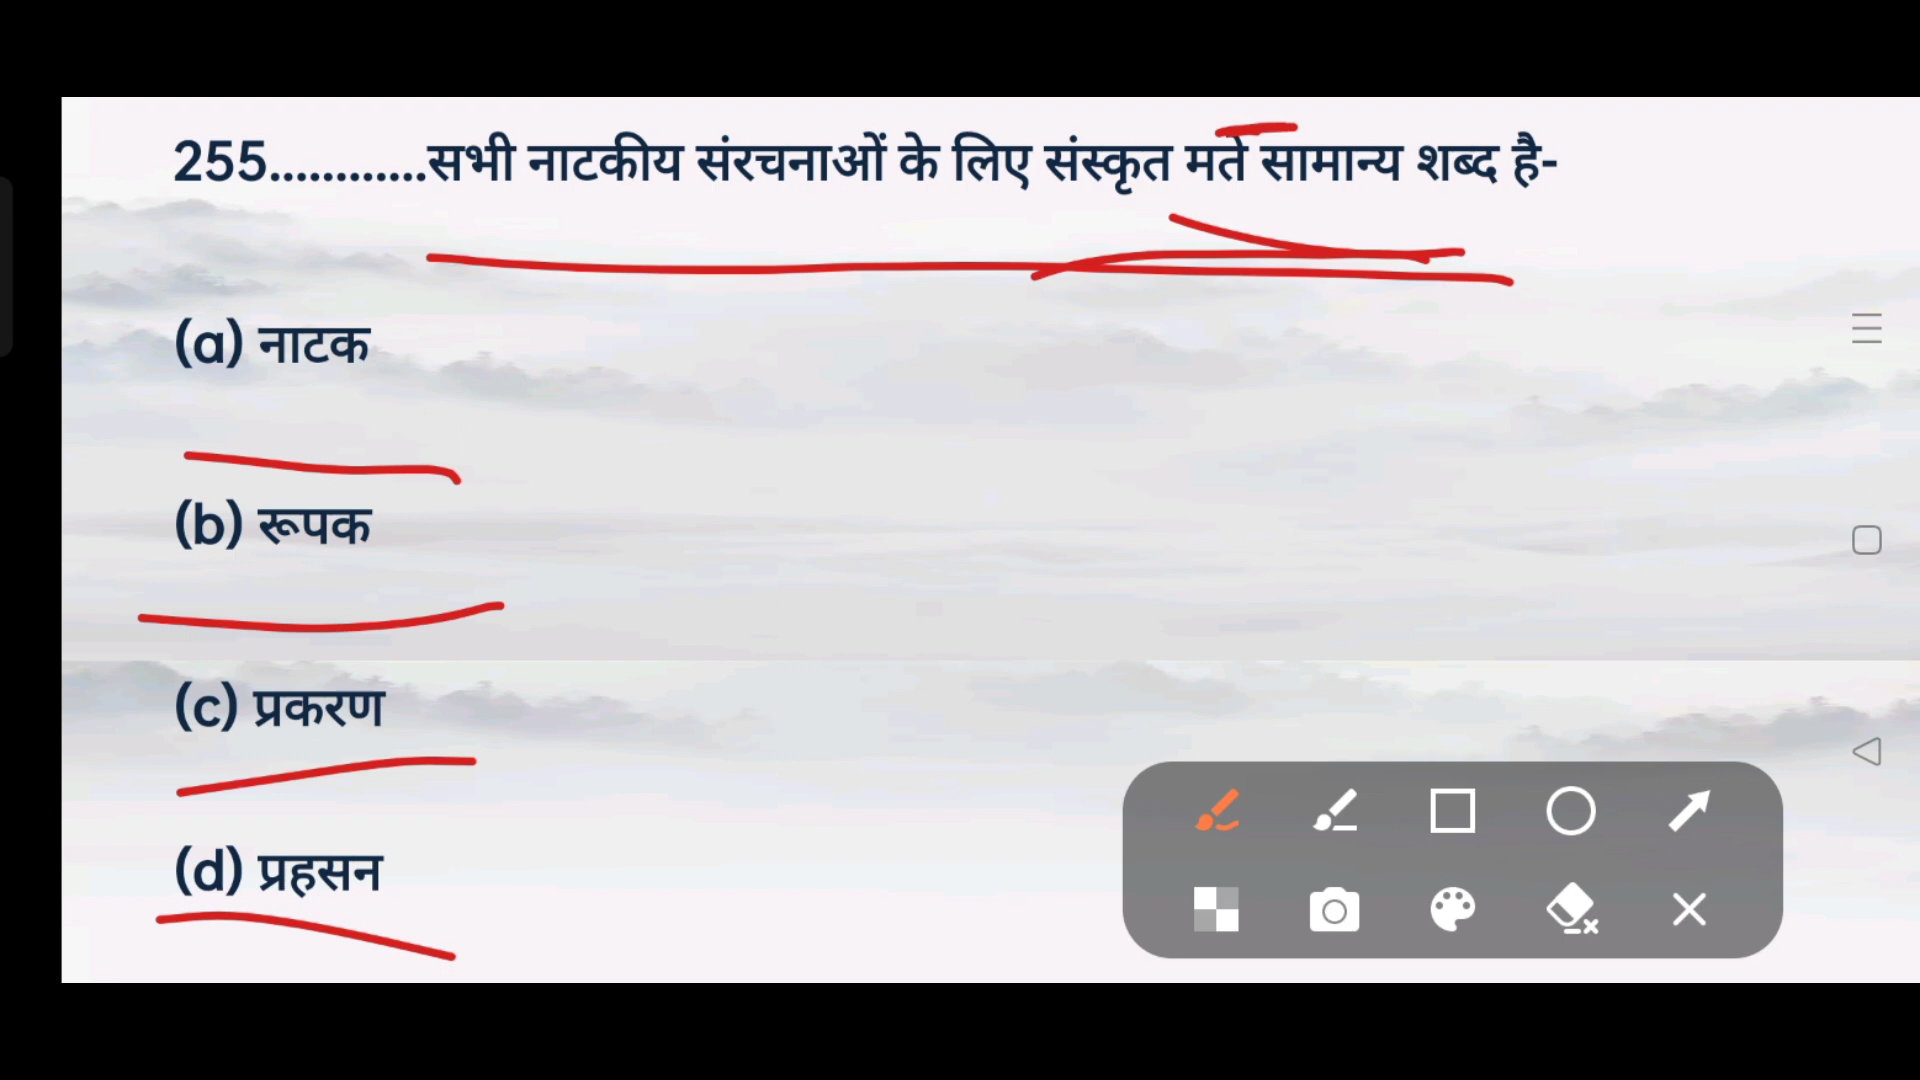 255............सभी नाटकीय संरचनाओं के लिए संस्कृत मते सामान्य शब्द है-
(a) नाटक
(b) रूपक
(c) प्रकरण
(d) प्रहसन